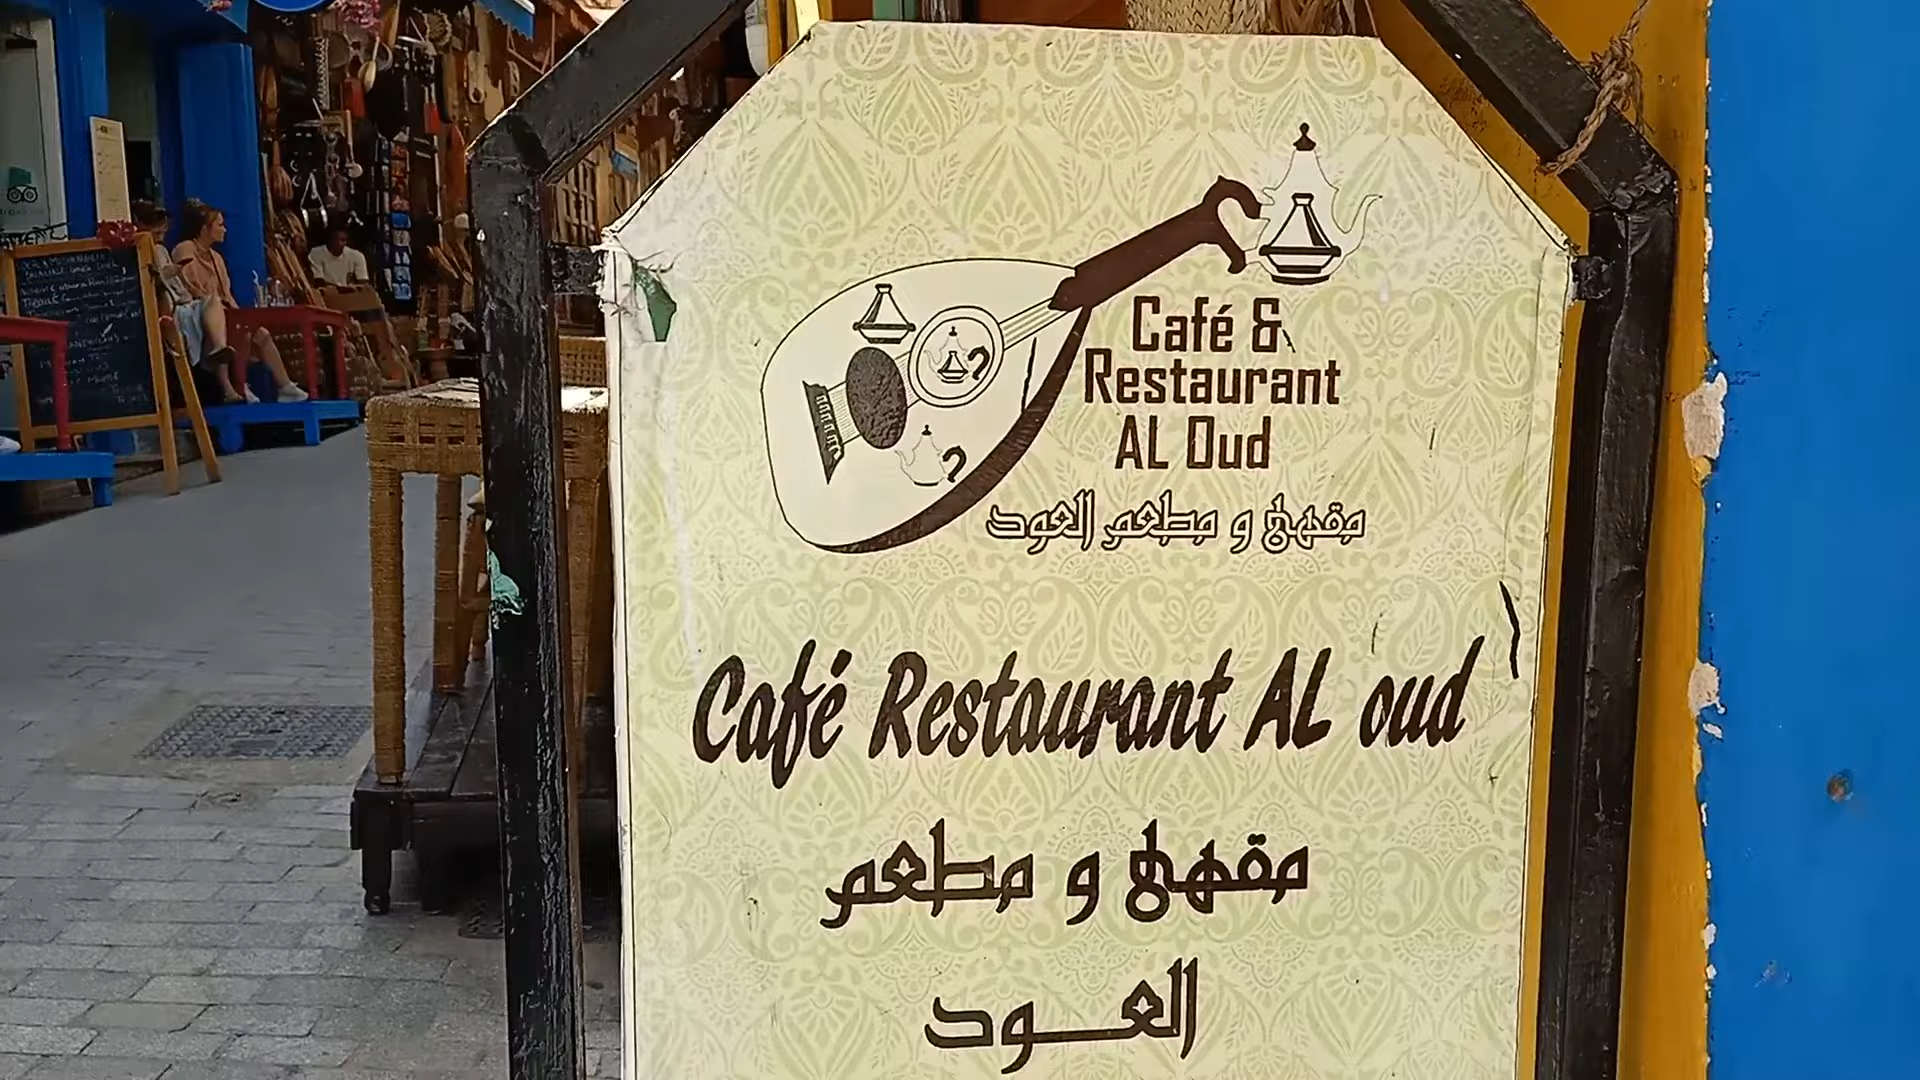 Café &
Restaurant
AL Oud
مقهى و مطعم العود
Café Restaurant AL oud
مقهى و مطعم
العود